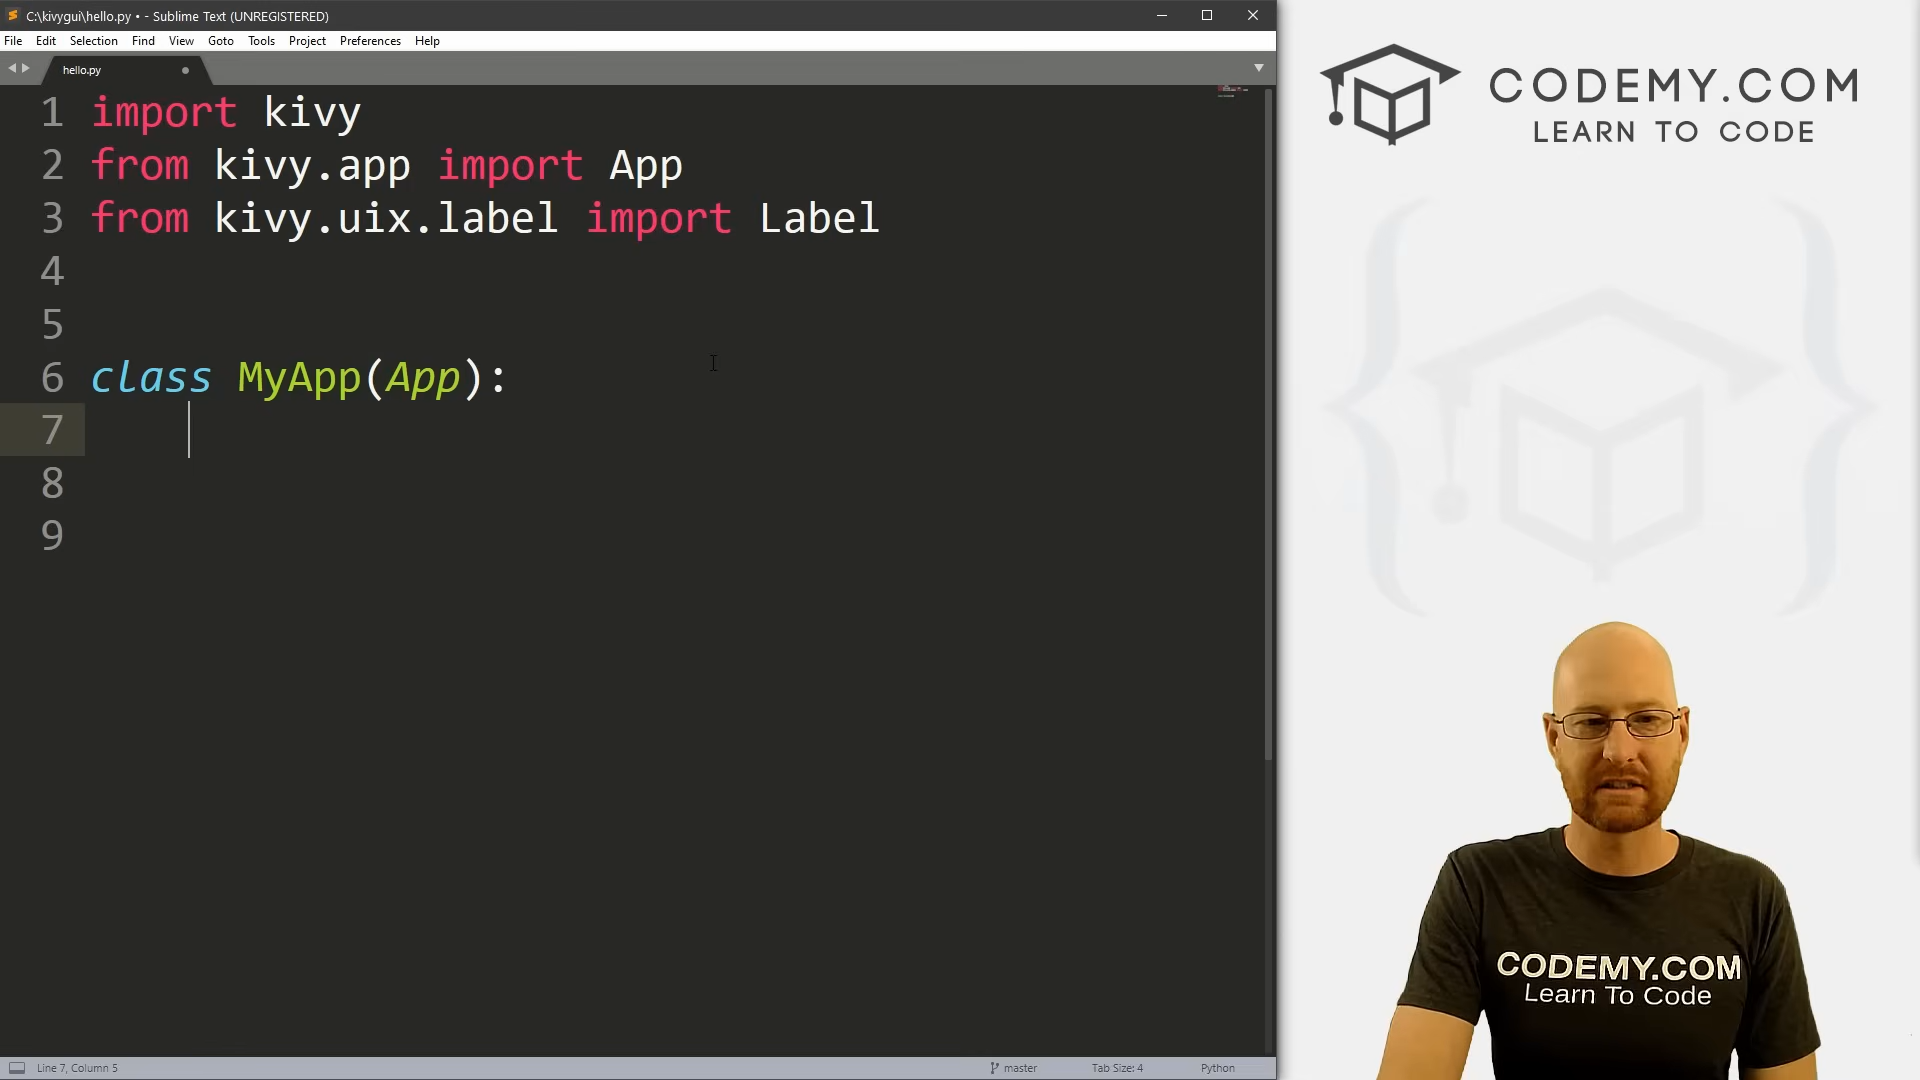 C:\kivygui\hello.py • - Sublime Text (UNREGISTERED)
File Edit Selection Find View Goto Tools Project Preferences Help
hello.py
1 import kivy
2 from kivy.app import App
3 from kivy.uix.label import Label
4
5
6 class MyApp(App):
7
8
9
Line 7, Column 5
master
Tab Size: 4
Python
CODEMY.COM
LEARN TO CODE
CODEMY.COM
Learn To Code